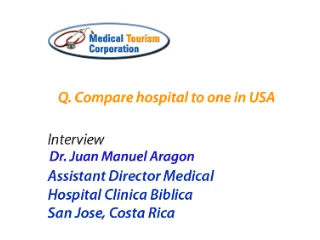 Medical Tourism
Corporation
Q. Compare hospital to one in USA
Interview
Dr. Juan Manuel Aragon
Assistant Director Medical
Hospital Clinica Biblica
San Jose, Costa Rica